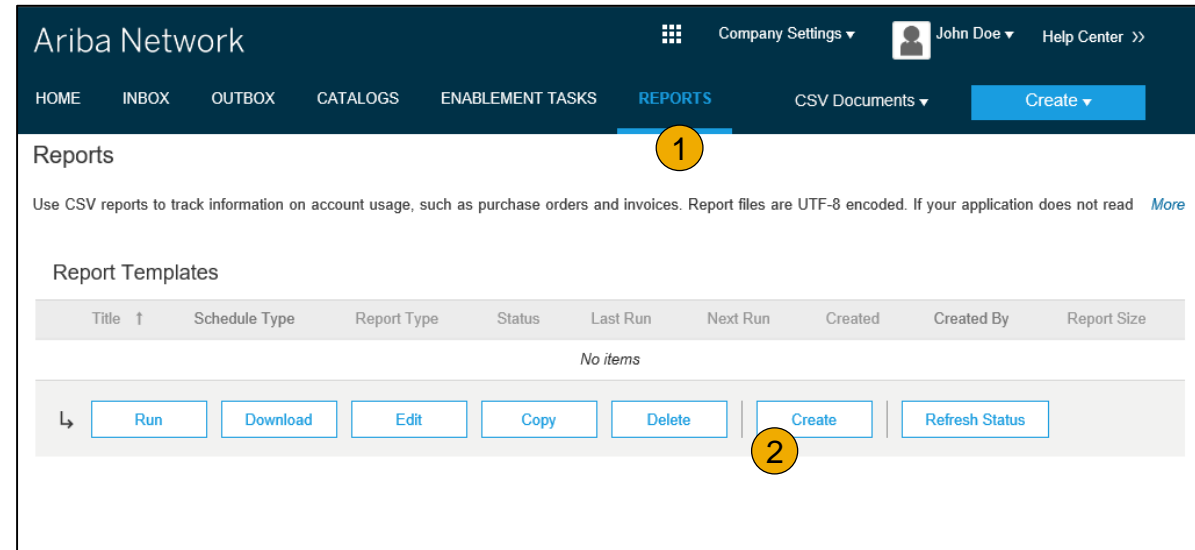 Ariba Network Company Settings ▾ John Doe ▾ Help Center >>
HOME INBOX OUTBOX CATALOGS ENABLEMENT TASKS REPORTS CSV Documents ▾ Create ▾
1
Reports
Use CSV reports to track information on account usage, such as purchase orders and invoices. Report files are UTF-8 encoded. If your application does not read More
Report Templates
Title ↑ Schedule Type Report Type Status Last Run Next Run Created Created By Report Size
No items
Run Download Edit Copy Delete Create Refresh Status
2